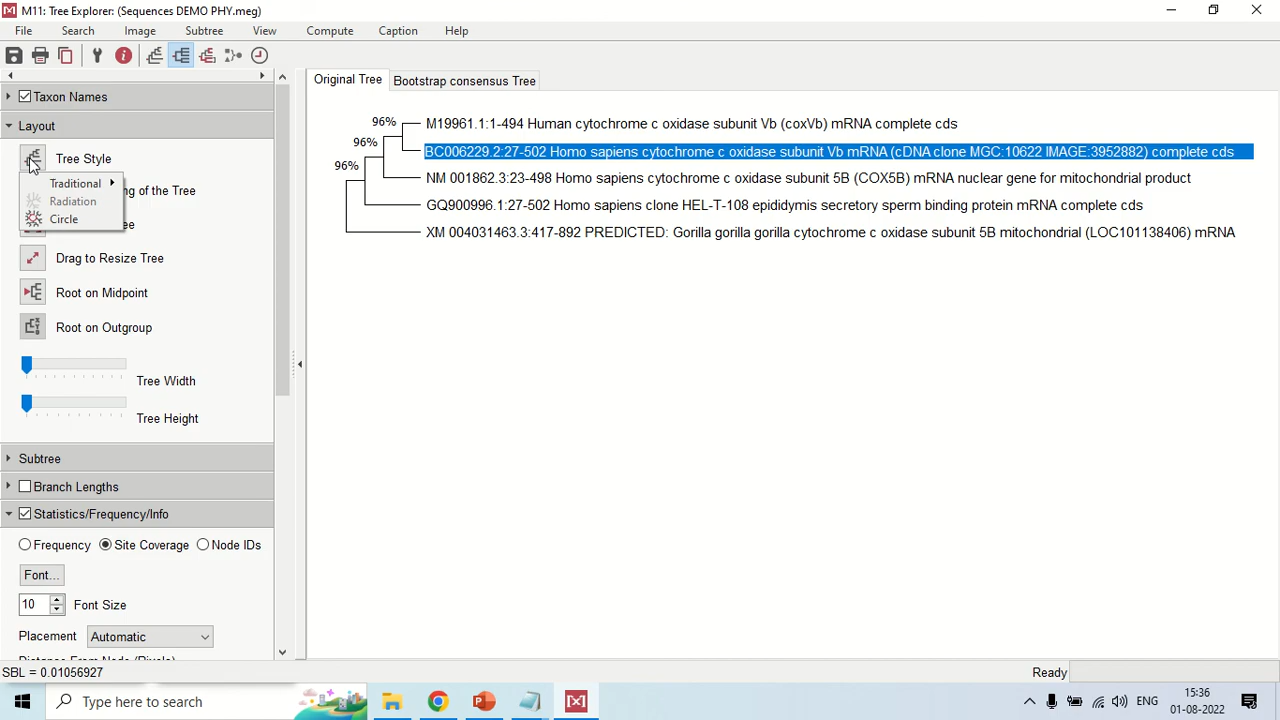 M11: Tree Explorer: (Sequences DEMO PHY.meg)
File Search Image Subtree View Compute Caption Help
Original Tree Bootstrap consensus Tree
Taxon Names
Layout
Tree Style
Traditional
Radiation
Circle
ng of the Tree
ee
Drag to Resize Tree
Root on Midpoint
Root on Outgroup
Tree Width
Tree Height
Subtree
Branch Lengths
Statistics/Frequency/Info
Frequency Site Coverage Node IDs
Font...
10 Font Size
Placement Automatic
Distance From Node (Pixels)
96% M19961.1:1-494 Human cytochrome c oxidase subunit Vb (coxVb) mRNA complete cds
96% BC006229.2:27-502 Homo sapiens cytochrome c oxidase subunit Vb mRNA (cDNA clone MGC:10622 IMAGE:3952882) complete cds
96% NM 001862.3:23-498 Homo sapiens cytochrome c oxidase subunit 5B (COX5B) mRNA nuclear gene for mitochondrial product
GQ900996.1:27-502 Homo sapiens clone HEL-T-108 epididymis secretory sperm binding protein mRNA complete cds
XM 004031463.3:417-892 PREDICTED: Gorilla gorilla gorilla cytochrome c oxidase subunit 5B mitochondrial (LOC101138406) mRNA
SBL = 0.01056927 Ready
Type here to search
ENG
15:36
01-08-2022